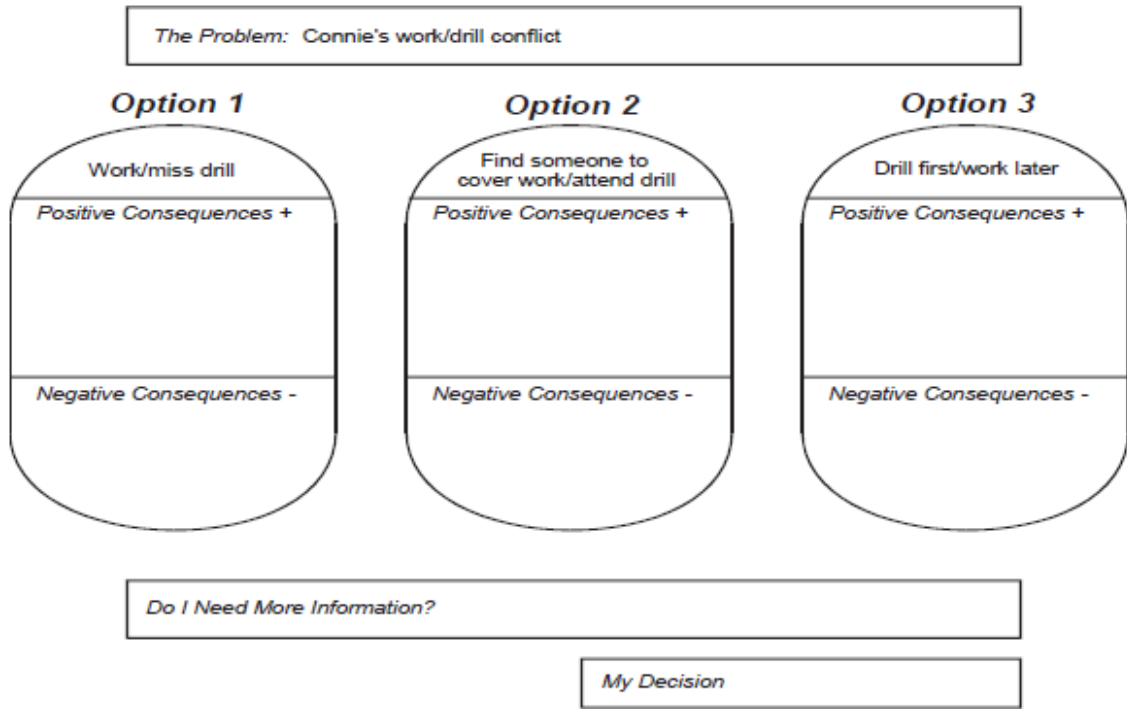 The Problem: Connie's work/drill conflict
Option 1
Option 2
Option 3
Work/miss drill
Find someone to
cover work/attend drill
Drill first/work later
Positive Consequences +
Positive Consequences +
Positive Consequences +
Negative Consequences -
Negative Consequences -
Negative Consequences -
Do I Need More Information?
My Decision